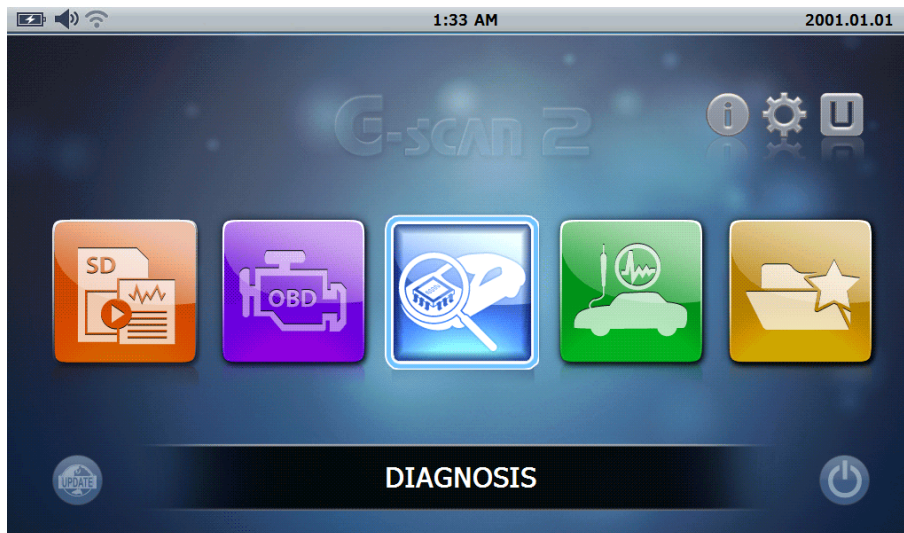 1:33 AM
2001.01.01
G-scan 2
i
U
SD
OBD
DIAGNOSIS
UPDATE